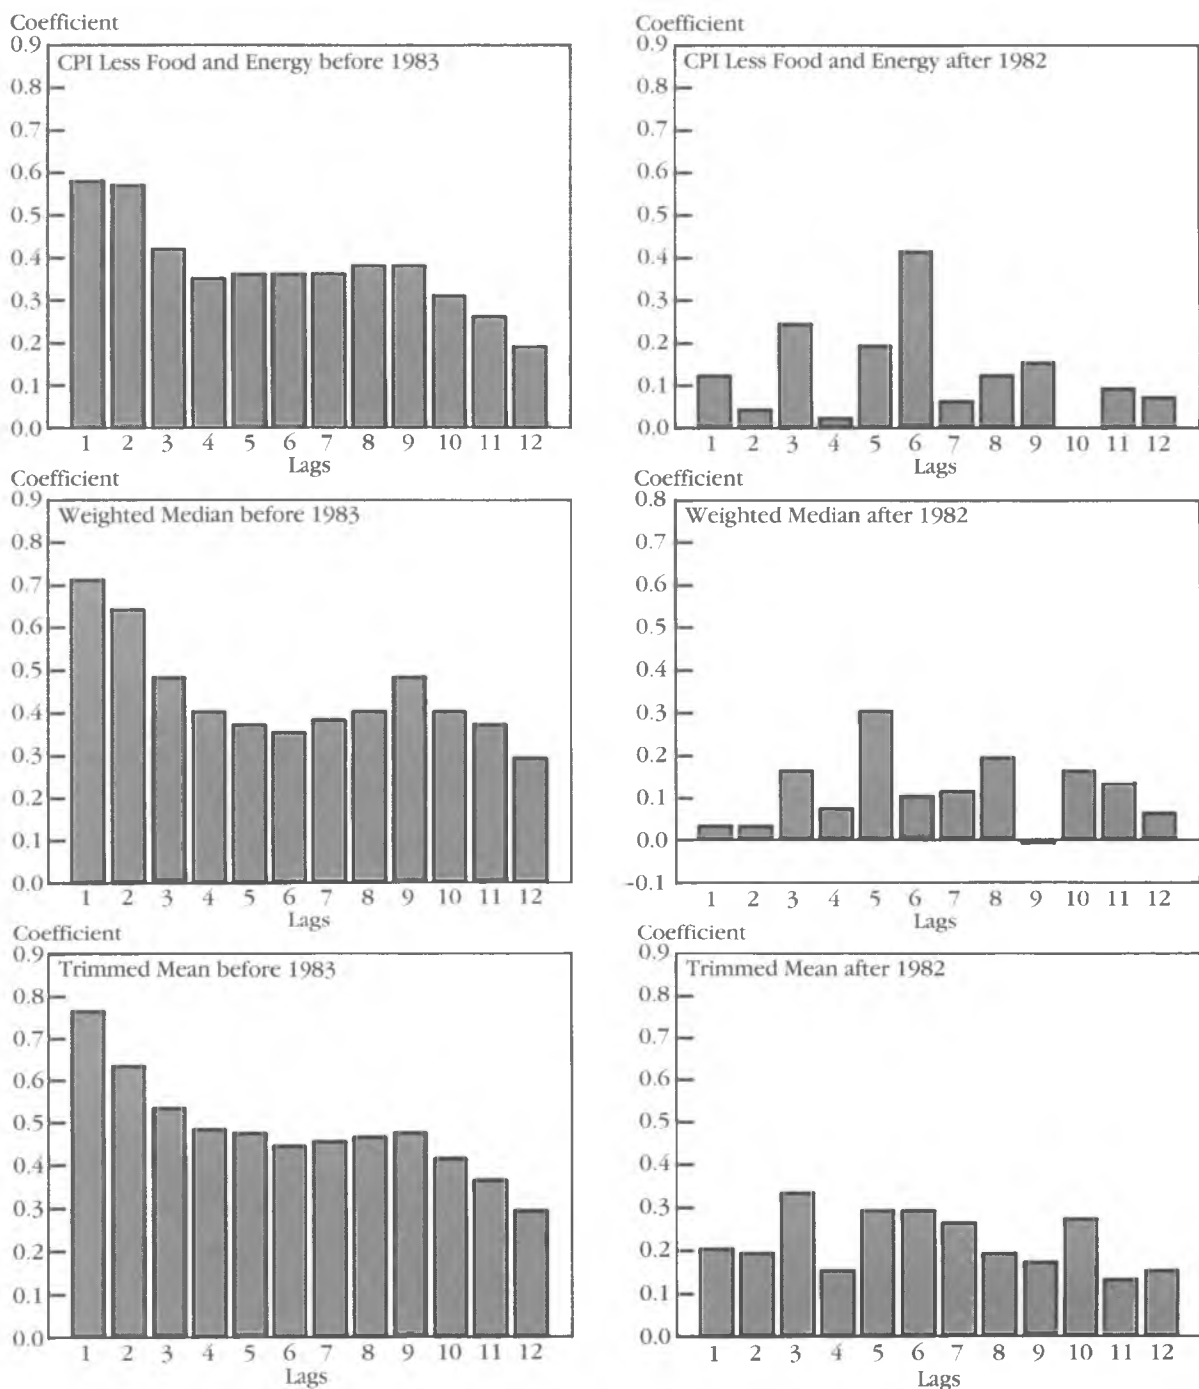 Coefficient
0.9
CPI Less Food and Energy before 1983
0.8
0.7
0.6
0.5
0.4
0.3
0.2
0.1
0.0
1 2 3 4 5 6 7 8 9 10 11 12
Lags
Coefficient
0.9
CPI Less Food and Energy after 1982
0.8
0.7
0.6
0.5
0.4
0.3
0.2
0.1
0.0
1 2 3 4 5 6 7 8 9 10 11 12
Lags
Coefficient
0.9
Weighted Median before 1983
0.8
0.7
0.6
0.5
0.4
0.3
0.2
0.1
0.0
1 2 3 4 5 6 7 8 9 10 11 12
Lags
Coefficient
0.8
Weighted Median after 1982
0.7
0.6
0.5
0.4
0.3
0.2
0.1
0.0
-0.1
1 2 3 4 5 6 7 8 9 10 11 12
Lags
Coefficient
0.9
Trimmed Mean before 1983
0.8
0.7
0.6
0.5
0.4
0.3
0.2
0.1
0.0
1 2 3 4 5 6 7 8 9 10 11 12
Lags
Coefficient
0.9
Trimmed Mean after 1982
0.8
0.7
0.6
0.5
0.4
0.3
0.2
0.1
0.0
1 2 3 4 5 6 7 8 9 10 11 12
Lags